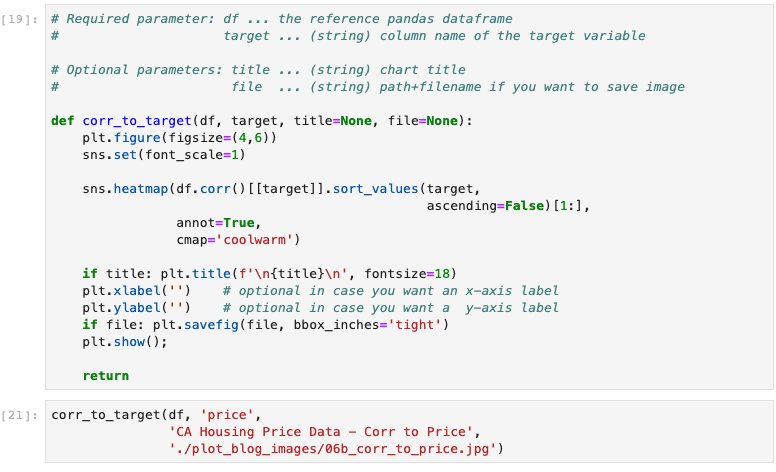 [19]: # Required parameter: df ... the reference pandas dataframe
#                     target ... (string) column name of the target variable

# Optional parameters: title ... (string) chart title
#                      file  ... (string) path+filename if you want to save image

def corr_to_target(df, target, title=None, file=None):
    plt.figure(figsize=(4,6))
    sns.set(font_scale=1)

    sns.heatmap(df.corr()[[target]].sort_values(target,
                                                ascending=False)[1:],
                annot=True,
                cmap='coolwarm')

    if title: plt.title(f'\n{title}\n', fontsize=18)
    plt.xlabel('')    # optional in case you want an x-axis label
    plt.ylabel('')    # optional in case you want a  y-axis label
    if file: plt.savefig(file, bbox_inches='tight')
    plt.show();

    return

[21]: corr_to_target(df, 'price',
               'CA Housing Price Data - Corr to Price',
               './plot_blog_images/06b_corr_to_price.jpg')